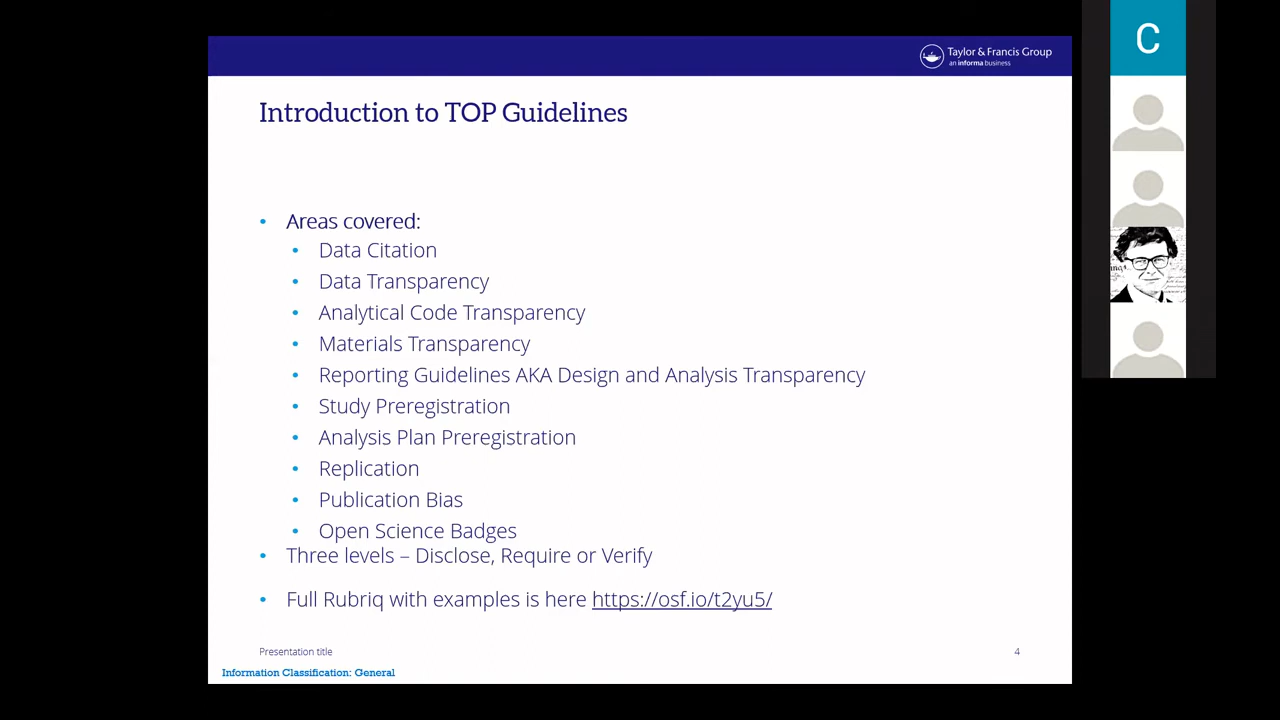 Taylor & Francis Group
an informa business
C
Introduction to TOP Guidelines
• Areas covered:
• Data Citation
• Data Transparency
• Analytical Code Transparency
• Materials Transparency
• Reporting Guidelines AKA Design and Analysis Transparency
• Study Preregistration
• Analysis Plan Preregistration
• Replication
• Publication Bias
• Open Science Badges
• Three levels – Disclose, Require or Verify
• Full Rubriq with examples is here https://osf.io/t2yu5/
Presentation title
4
Information Classification: General